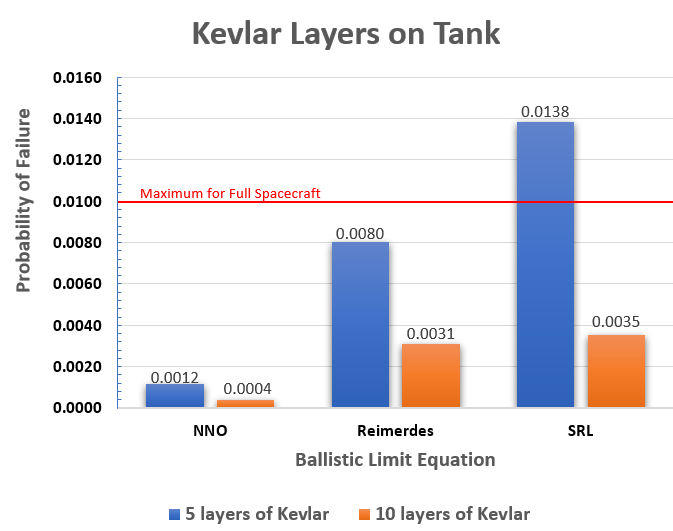 Kevlar Layers on Tank
Probability of Failure
0.0160
0.0140
0.0120
0.0100
0.0080
0.0060
0.0040
0.0020
0.0000
Maximum for Full Spacecraft
0.0012
0.0004
0.0080
0.0031
0.0138
0.0035
NNO
Reimerdes
SRL
Ballistic Limit Equation
5 layers of Kevlar
10 layers of Kevlar